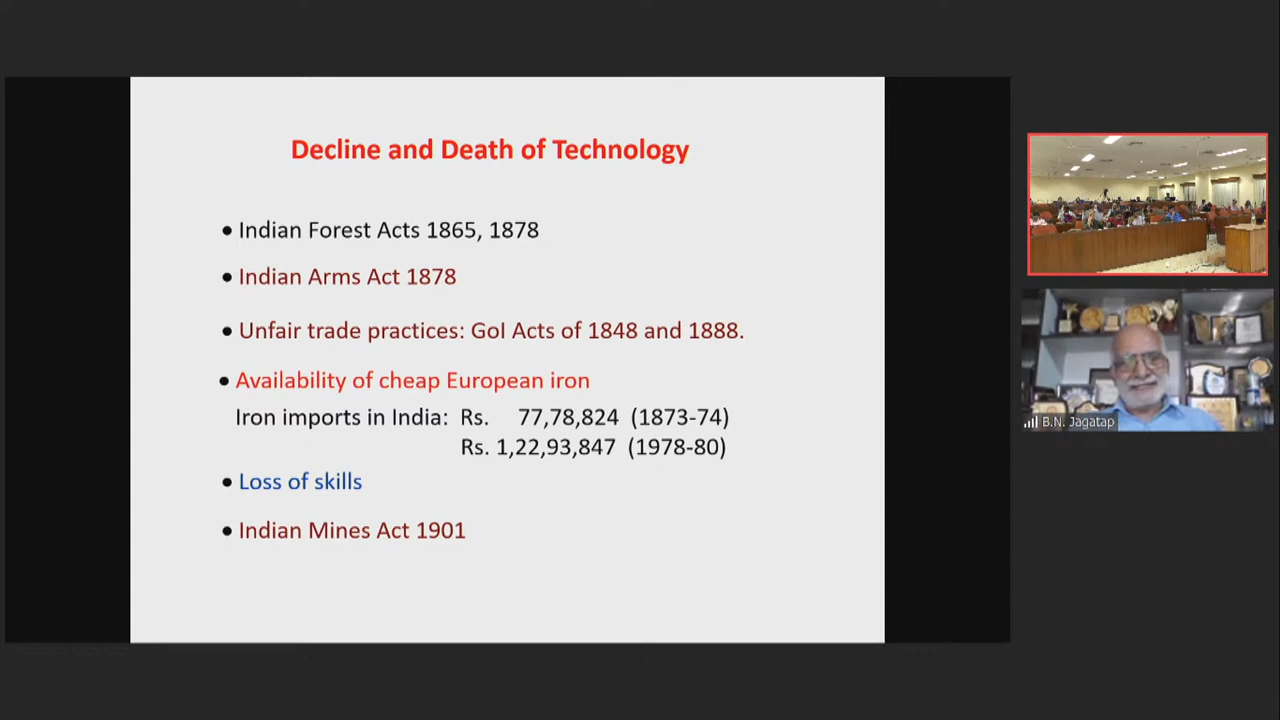 Decline and Death of Technology
• Indian Forest Acts 1865, 1878
• Indian Arms Act 1878
• Unfair trade practices: GoI Acts of 1848 and 1888.
• Availability of cheap European iron
Iron imports in India: Rs. 77,78,824 (1873-74)
Rs. 1,22,93,847 (1978-80)
• Loss of skills
• Indian Mines Act 1901
B.N. Jagatap